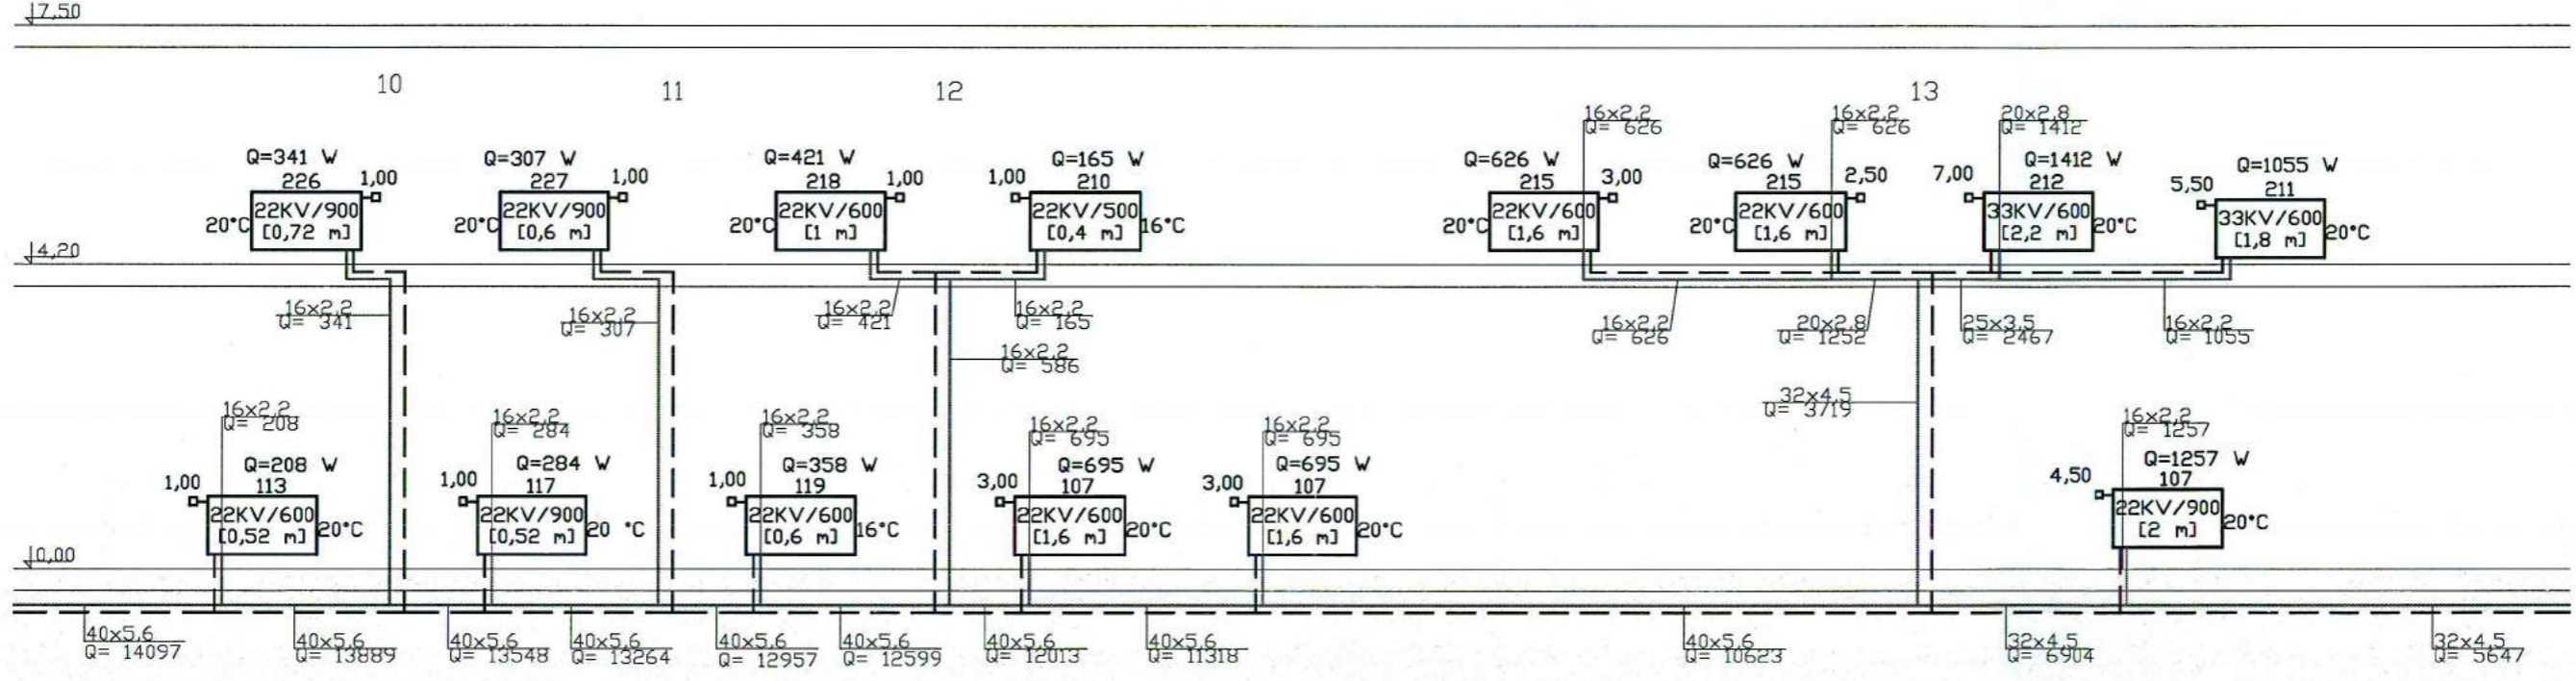 7,50
10
11
12
13
16x2,2
Q= 626
16x2,2
Q= 626
20x2,8
Q= 1412
Q=341 W
226
1,00
22KV/900
[0,72 m]
20°C
Q=307 W
227
1,00
22KV/900
[0,6 m]
20°C
Q=421 W
218
1,00
22KV/600
[1 m]
20°C
Q=165 W
210
1,00
22KV/500
[0,4 m]
16°C
Q=626 W
215
3,00
22KV/600
[1,6 m]
20°C
Q=626 W
215
2,50
22KV/600
[1,6 m]
20°C
Q=1412 W
212
7,00
33KV/600
[2,2 m]
20°C
Q=1055 W
211
5,50
33KV/600
[1,8 m]
20°C
4,20
16x2,2
Q= 341
16x2,2
Q= 307
16x2,2
Q= 421
16x2,2
Q= 165
16x2,2
Q= 586
16x2,2
Q= 626
20x2,8
Q= 1252
25x3,5
Q= 2467
16x2,2
Q= 1055
32x4,5
Q= 3719
16x2,2
Q= 208
16x2,2
Q= 284
16x2,2
Q= 358
16x2,2
Q= 695
16x2,2
Q= 695
16x2,2
Q= 1257
Q=208 W
113
1,00
22KV/600
[0,52 m]
20°C
Q=284 W
117
1,00
22KV/900
[0,52 m]
20 °C
Q=358 W
119
1,00
22KV/600
[0,6 m]
16°C
Q=695 W
107
3,00
22KV/600
[1,6 m]
20°C
Q=695 W
107
3,00
22KV/600
[1,6 m]
20°C
Q=1257 W
107
4,50
22KV/900
[2 m]
20°C
0,00
40x5,6
Q= 14097
40x5,6
Q= 13889
40x5,6
Q= 13548
40x5,6
Q= 13264
40x5,6
Q= 12957
40x5,6
Q= 12599
40x5,6
Q= 12013
40x5,6
Q= 11318
40x5,6
Q= 10623
32x4,5
Q= 6904
32x4,5
Q= 5647